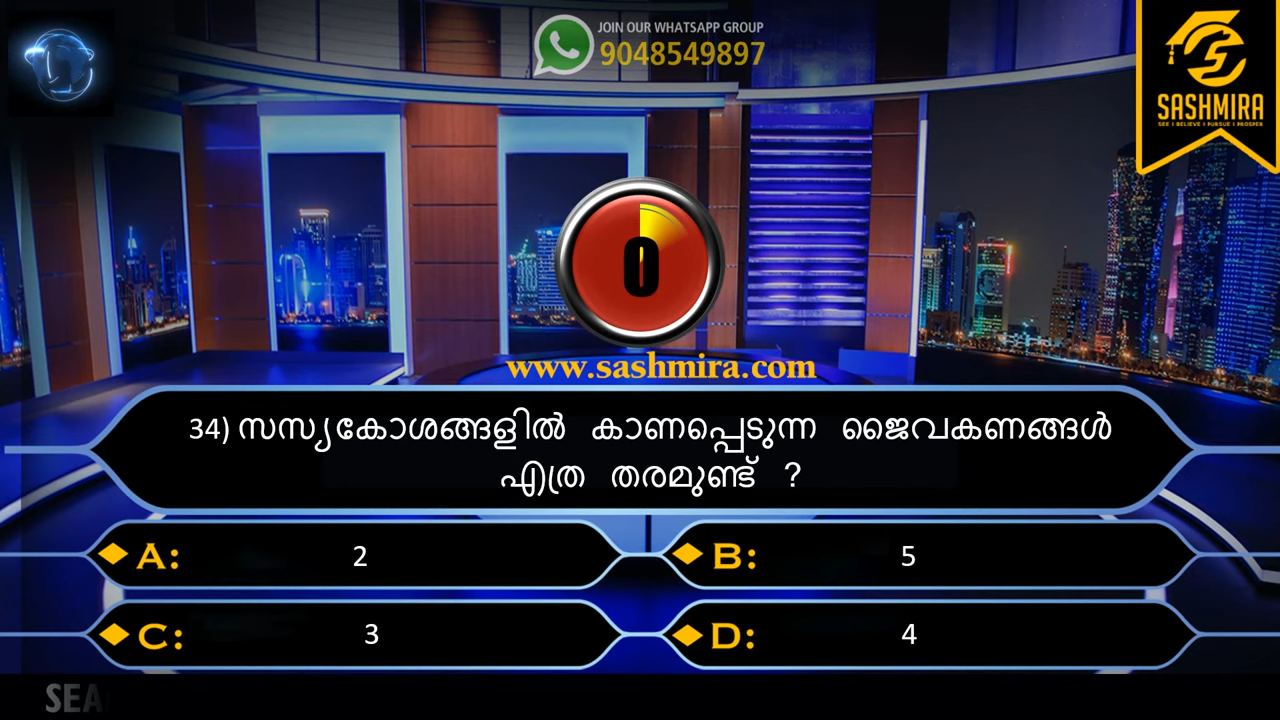 JOIN OUR WHATSAPP GROUP
9048549897
SASHMIRA
SEE | BELIEVE | PURSUE | PROSPER
0
www.sashmira.com
34) സസ്യകോശങ്ങളിൽ കാണപ്പെടുന്ന ജൈവകണങ്ങൾ
എത്ര തരമുണ്ട് ?
A: 2
B: 5
C: 3
D: 4
SEA